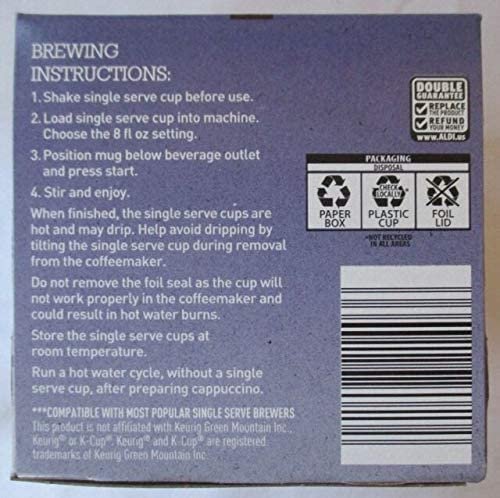 BREWING
INSTRUCTIONS:
1. Shake single serve cup before use.
2. Load single serve cup into machine.
Choose the 8 fl oz setting.
3. Position mug below beverage outlet
and press start.
4. Stir and enjoy.
When finished, the single serve cups are
hot and may drip. Help avoid dripping by
tilting the single serve cup during removal
from the coffeemaker.
Do not remove the foil seal as the cup will
not work properly in the coffeemaker and
could result in hot water burns.
Store the single serve cups at
room temperature.
Run a hot water cycle, without a single
serve cup, after preparing cappuccino.
***COMPATIBLE WITH MOST POPULAR SINGLE SERVE BREWERS
This product is not affiliated with Keurig Green Mountain Inc.,
Keurig® or K-Cup®. Keurig® and K-Cup® are registered
trademarks of Keurig Green Mountain Inc.
DOUBLE
GUARANTEE
REPLACE
THE PRODUCT
REFUND
YOUR MONEY
WWW.ALDI.us
PACKAGING
DISPOSAL
CHECK
LOCALLY*
PAPER
BOX
PLASTIC
CUP
FOIL
LID
*NOT RECYCLED
IN ALL AREAS